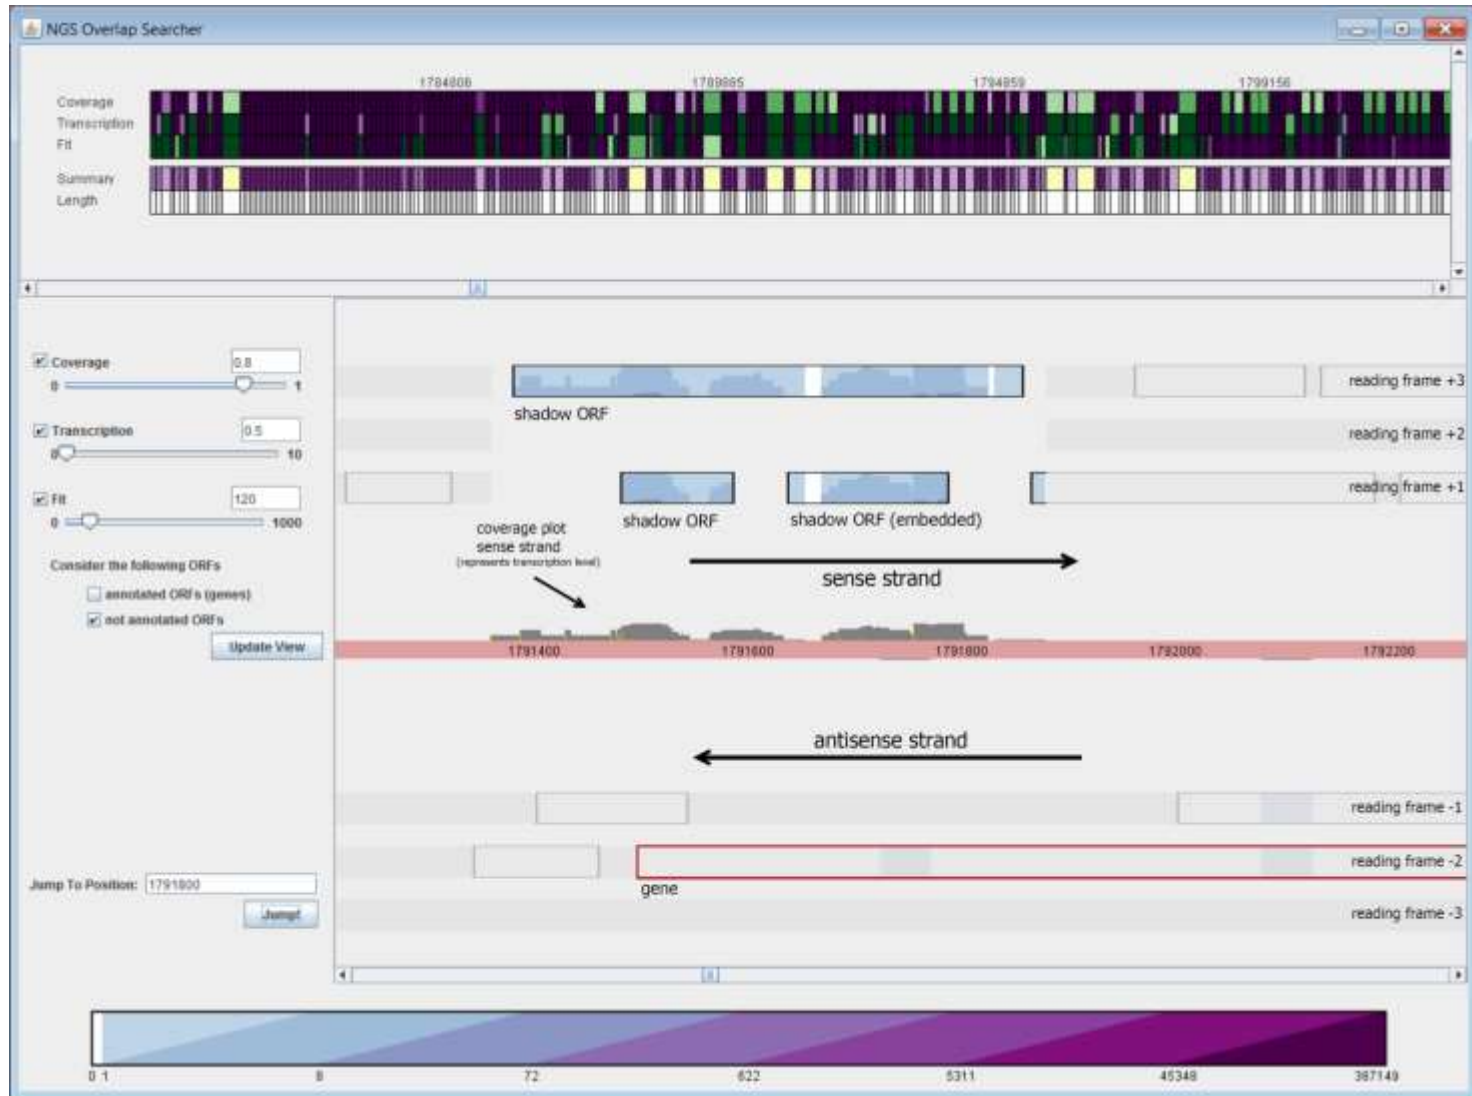 NGS Overlap Searcher
1784808 1789885 1794859 1799156
Coverage
Transcription
Fit
Summary
Length
Coverage 0.8
0 1
Transcription 0.5
0 10
Fit 120
0 1000
Consider the following ORFs
annotated ORFs (genes)
not annotated ORFs
Update View
Jump To Position: 1791800
Jump!
reading frame +3
shadow ORF
reading frame +2
reading frame +1
shadow ORF shadow ORF (embedded)
coverage plot
sense strand
(represents transcription level)
sense strand
1791400 1791600 1791800 1792000 1792200
antisense strand
reading frame -1
reading frame -2
gene
reading frame -3
0 1 8 72 622 5311 45348 387149